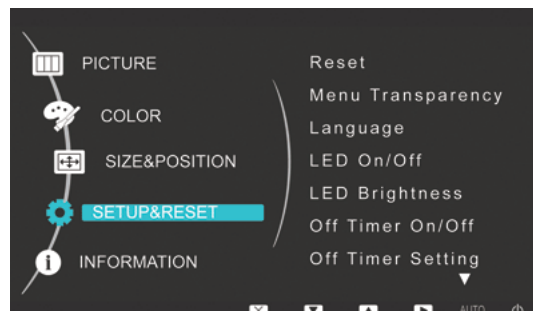 PICTURE
COLOR
SIZE&POSITION
SETUP&RESET
INFORMATION
Reset
Menu Transparency
Language
LED On/Off
LED Brightness
Off Timer On/Off
Off Timer Setting
AUTO